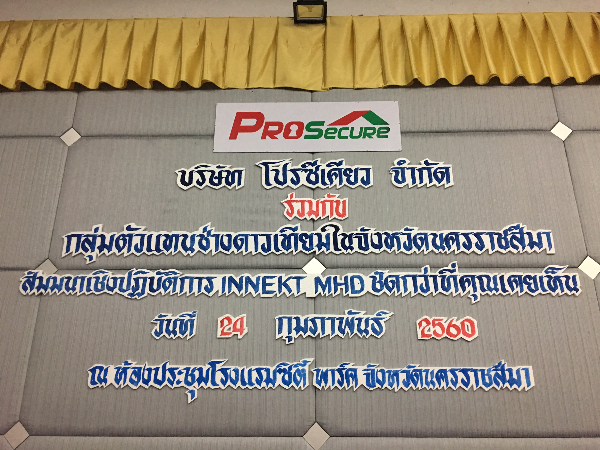 PROSecure
บริษัท โปรซีเคียว จำกัด
ร่วมกับ
กลุ่มตัวแทนช่างดาวเทียมในจังหวัดนครราชสีมา
สัมมนาเชิงปฏิบัติการ INNEKT MHD ชัดกว่าที่คุณเคยเห็น
วันที่ 24 กุมภาพันธ์ 2560
ณ ห้องประชุมโรงแรมซิตี้ พาร์ค จังหวัดนครราชสีมา